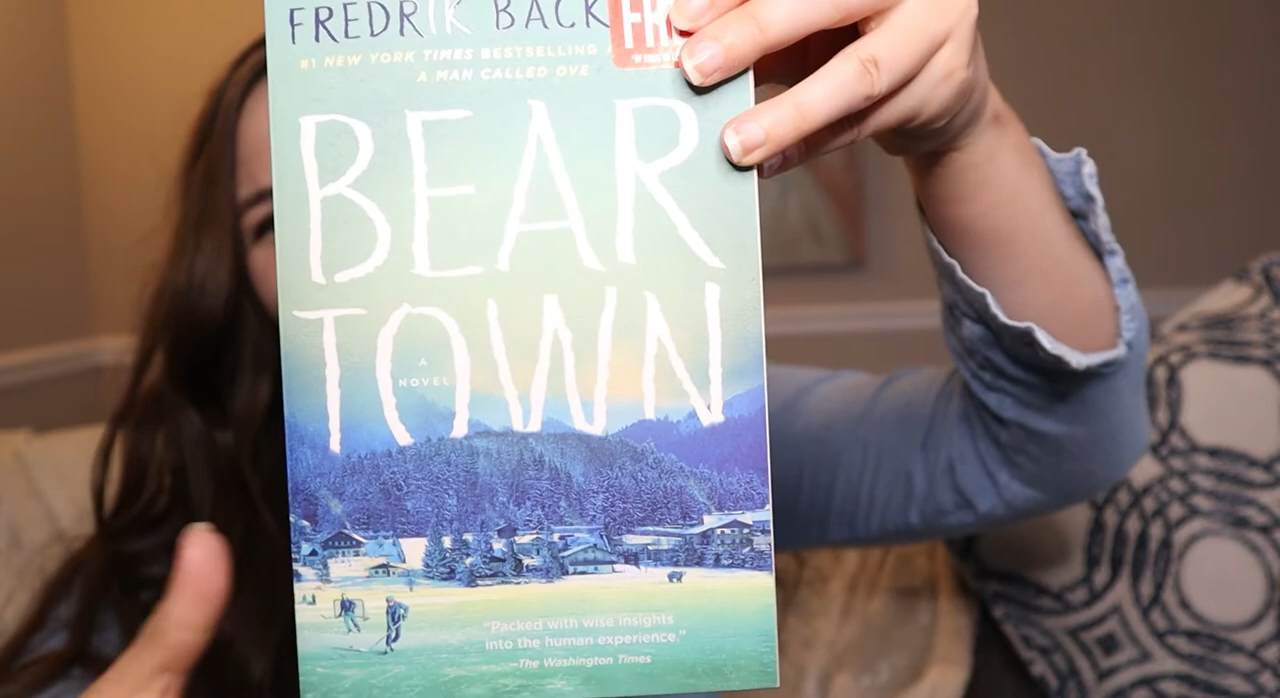 FREDRIK BACK
FR
#1 NEW YORK TIMES BESTSELLING
A MAN CALLED OVE
BEAR
TOWN
A
NOVEL
"Packed with wise insights
into the human experience."
—The Washington Times